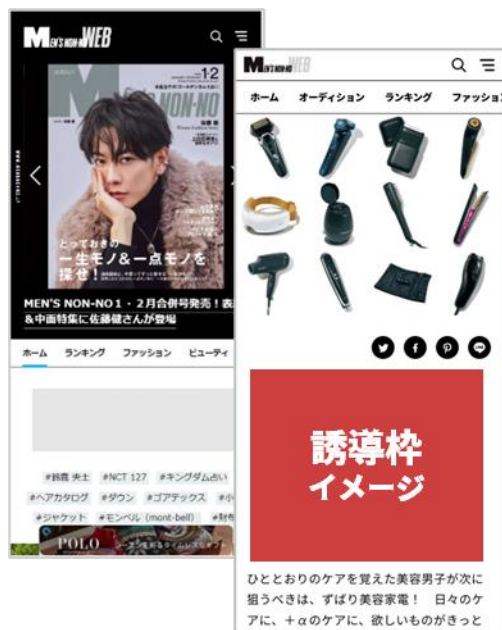 MEN'S NON-NO WEB
1·2
NON-NO
とっておきの
一生モノ&一点モノを
探せ!
MEN'S NON-NO 1・2月合併号発売!表
&中面特集に佐藤健さんが登場
ホーム ランキング ファッション ビューティ
#鈴鹿 央士 #NCT 127 #キングダム占い
#ヘアカタログ #ダウン #ゴアテックス #小
#ジャケット #モンベル(mont-bell) #財布
POLO
MEN'S NON-NO WEB
ホーム オーディション ランキング ファッショ
誘導枠
イメージ
ひととおりのケアを覚えた美容男子が次に
狙うべきは、ずばり美容家電! 日々のケ
アに、+αのケアに、欲しいものがきっと